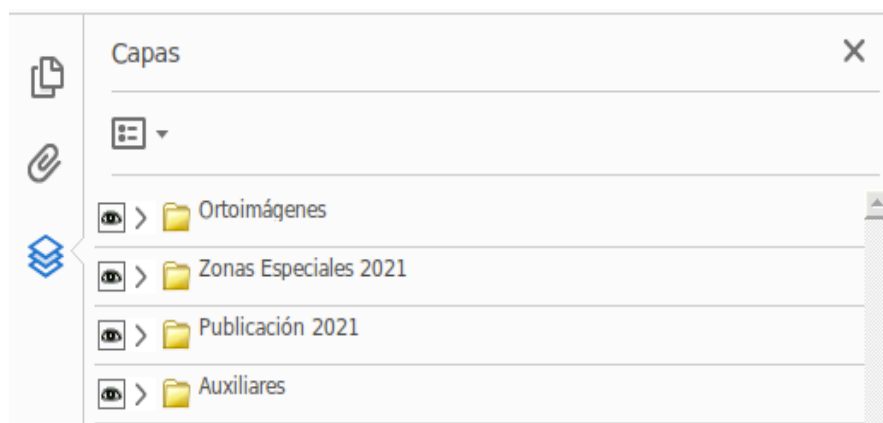 Capas
Ortoimágenes
Zonas Especiales 2021
Publicación 2021
Auxiliares